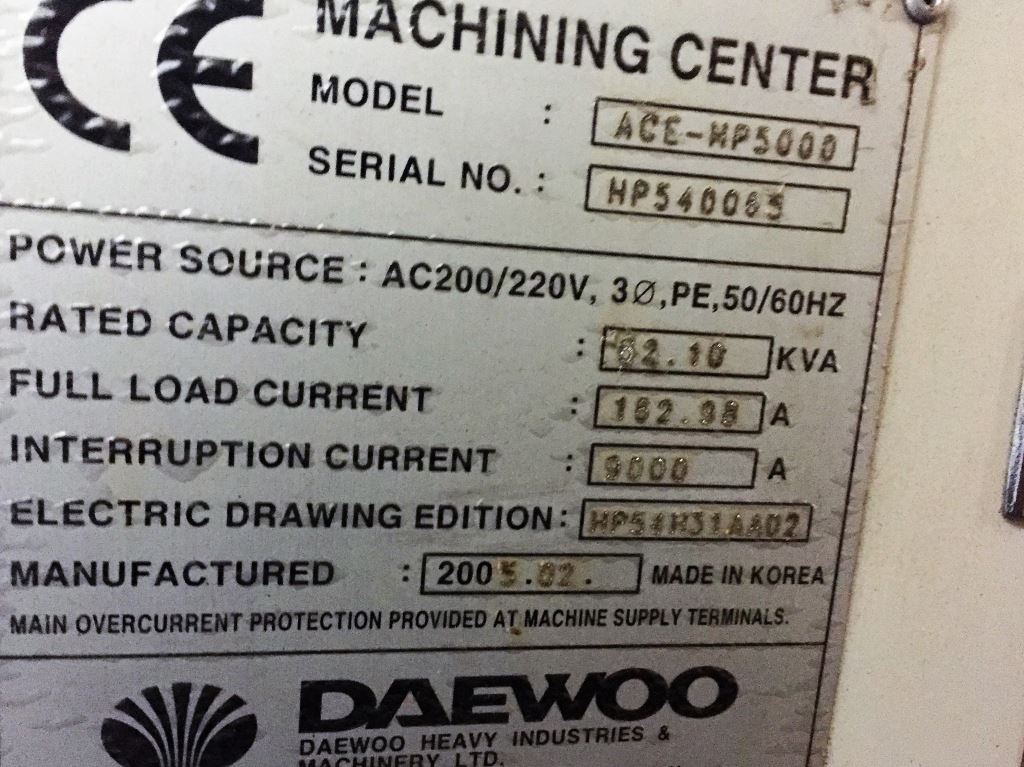 CE
MACHINING CENTER
MODEL : ACE-HP5000
SERIAL NO. : HP540065
POWER SOURCE : AC200/220V, 3Ø,PE,50/60HZ
RATED CAPACITY : 62.10 KVA
FULL LOAD CURRENT : 162.98 A
INTERRUPTION CURRENT : 9000 A
ELECTRIC DRAWING EDITION:
MANUFACTURED : 2005.02. MADE IN KOREA
MAIN OVERCURRENT PROTECTION PROVIDED AT MACHINE SUPPLY TERMINALS.
DAEWOO
DAEWOO HEAVY INDUSTRIES &
MACHINERY LTD.